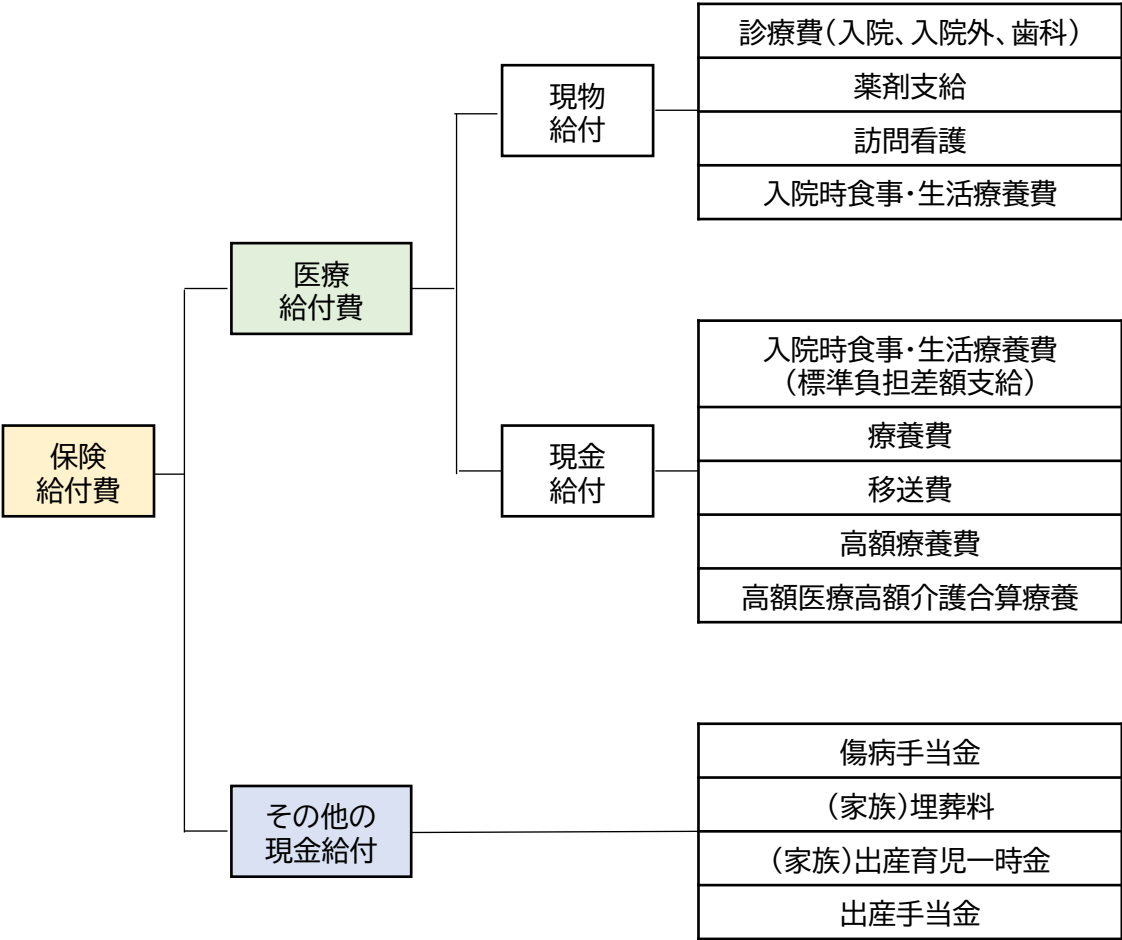 診療費（入院、入院外、歯科）
薬剤支給
訪問看護
入院時食事・生活療養費
現物
給付
医療
給付費
入院時食事・生活療養費
（標準負担差額支給）
療養費
移送費
高額療養費
高額医療高額介護合算療養
現金
給付
保険
給付費
傷病手当金
（家族）埋葬料
（家族）出産育児一時金
出産手当金
その他の
現金給付